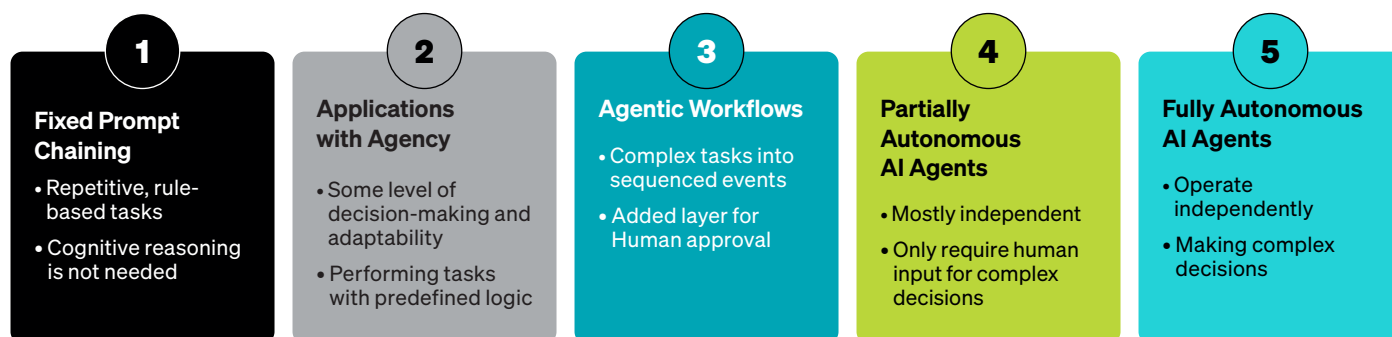 1
Fixed Prompt
Chaining
• Repetitive, rule-
based tasks
• Cognitive reasoning
is not needed
2
Applications
with Agency
• Some level of
decision-making and
adaptability
• Performing tasks
with predefined logic
3
Agentic Workflows
• Complex tasks into
sequenced events
• Added layer for
Human approval
4
Partially
Autonomous
AI Agents
• Mostly independent
• Only require human
input for complex
decisions
5
Fully Autonomous
AI Agents
• Operate
independently
• Making complex
decisions